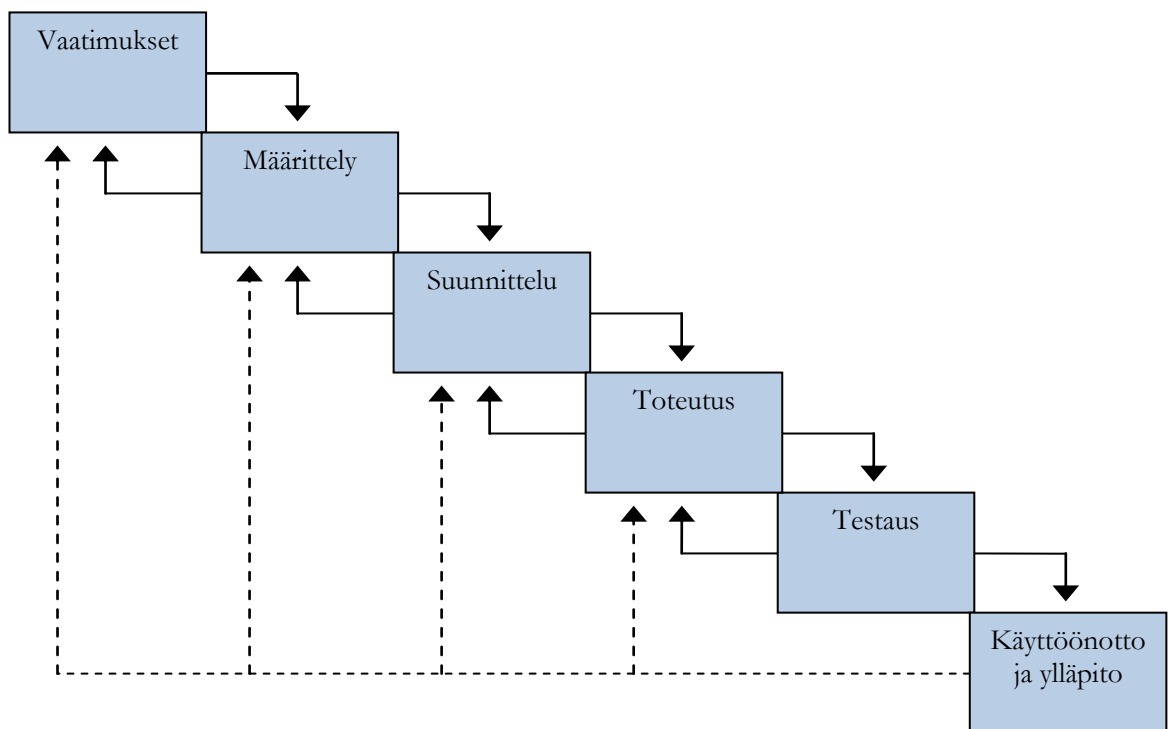 Vaatimukset
Määrittely
Suunnittelu
Toteutus
Testaus
Käyttöönotto
ja ylläpito